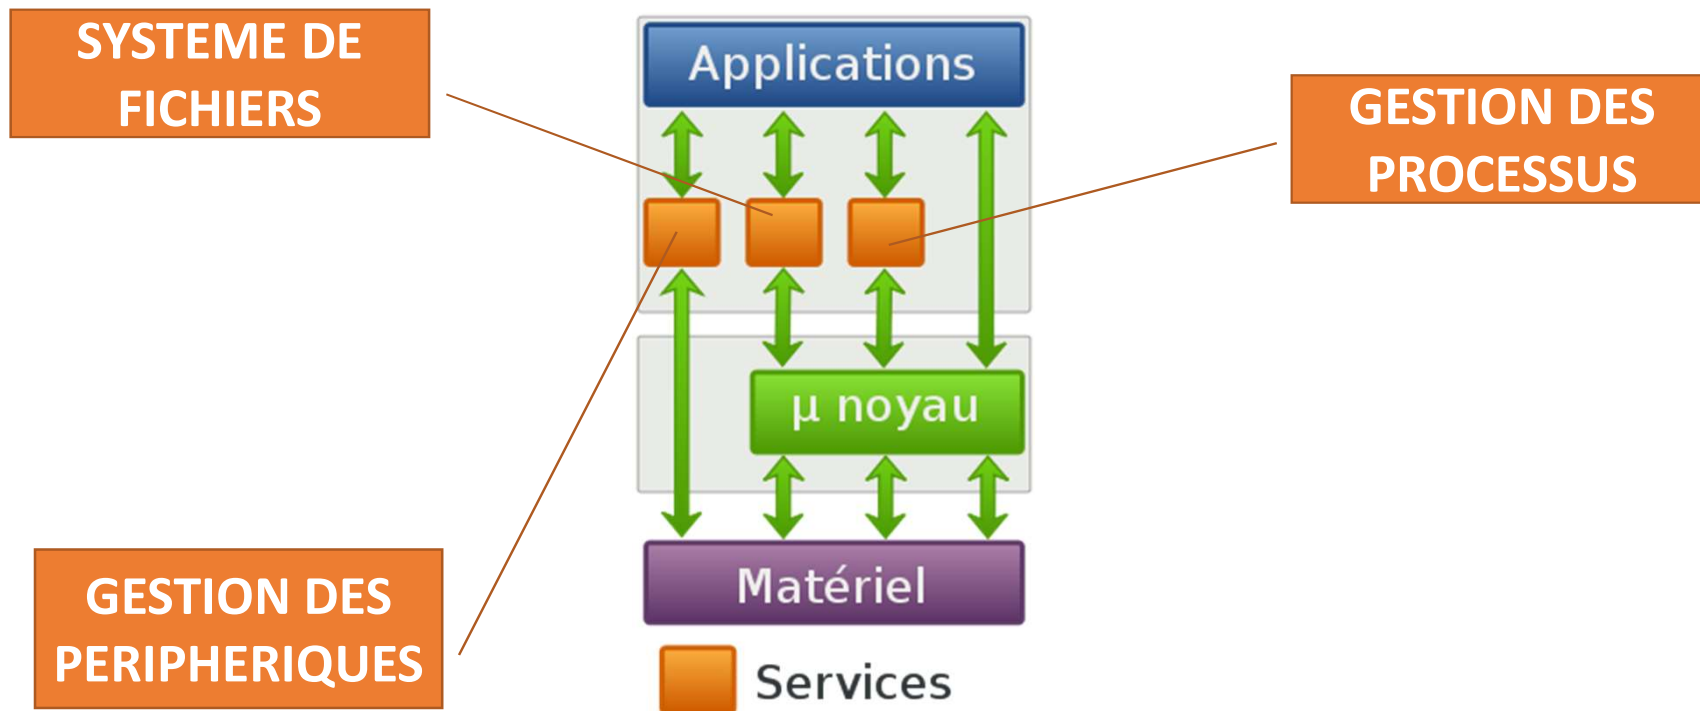 SYSTEME DE
FICHIERS
Applications
GESTION DES
PROCESSUS
µ noyau
GESTION DES
PERIPHERIQUES
Matériel
Services